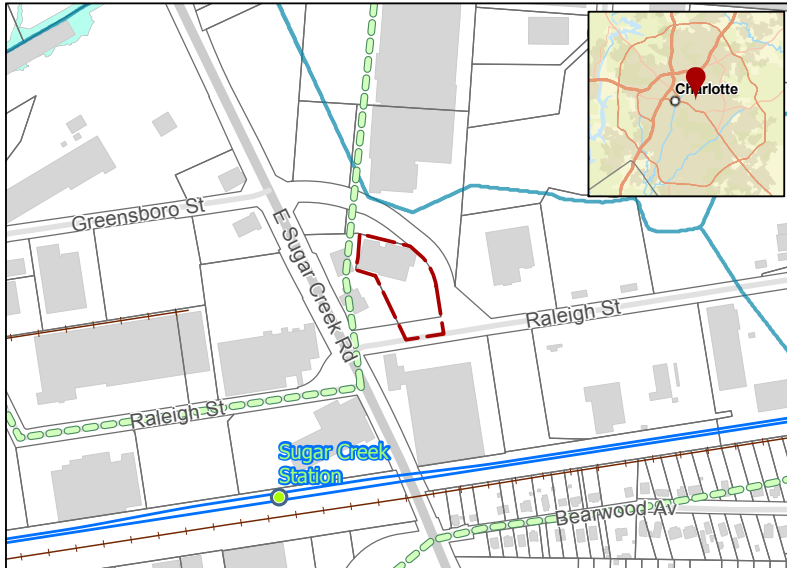 Charlotte
Greensboro St
E Sugar Creek Rd
Raleigh St
Raleigh St
Sugar Creek
Station
Bearwood Av